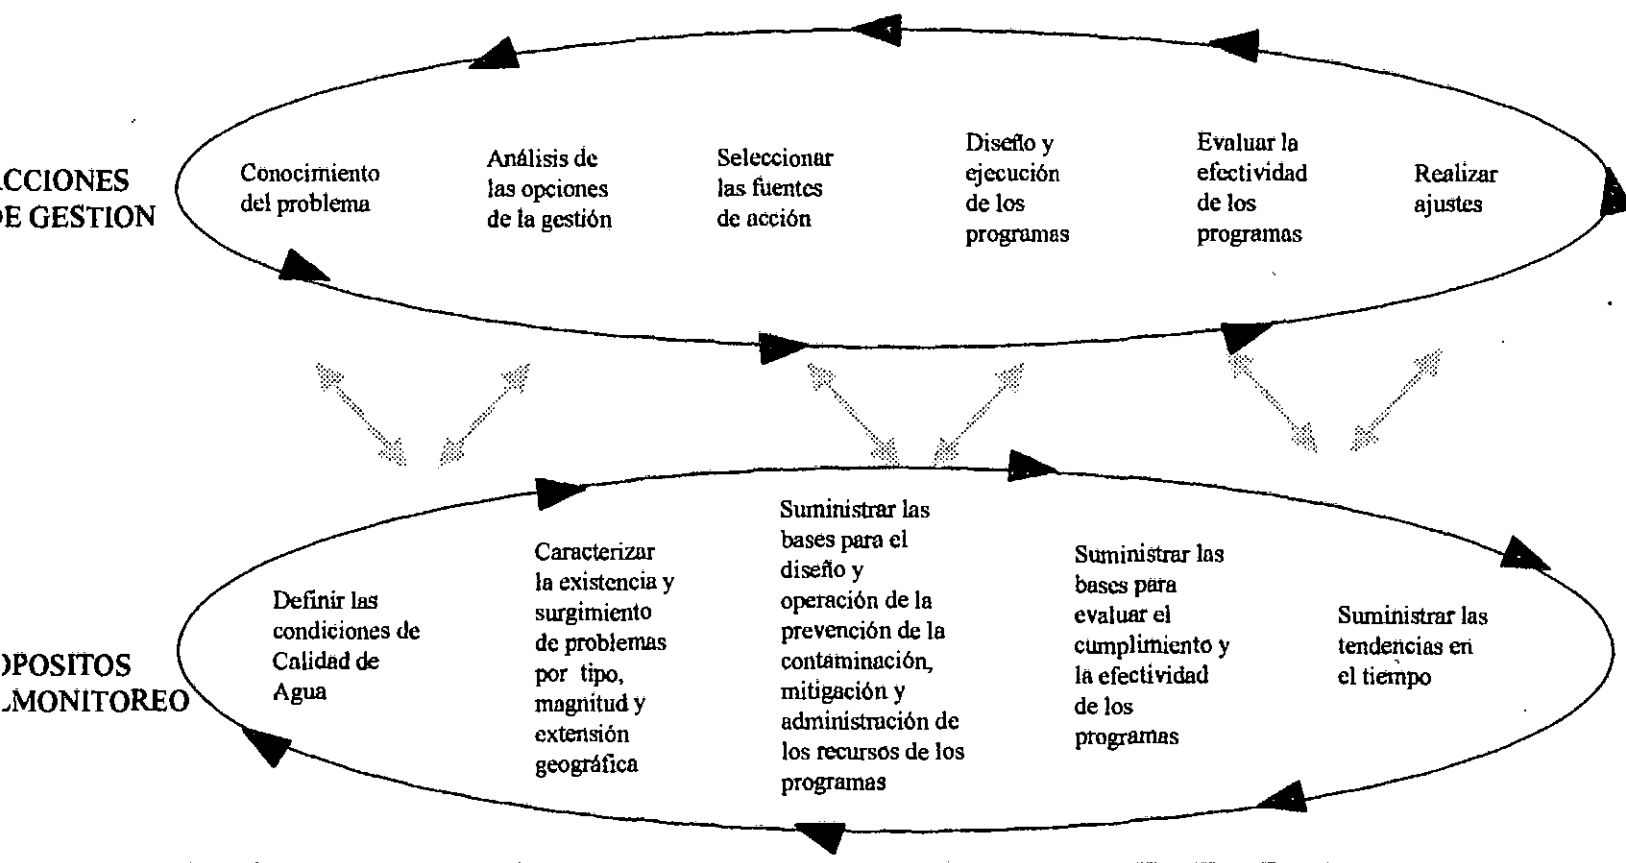 ACCIONES
DE GESTION
Conocimiento
del problema
Análisis de
las opciones
de la gestión
Seleccionar
las fuentes
de acción
Diseño y
ejecución
de los
programas
Evaluar la
efectividad
de los
programas
Realizar
ajustes
OPOSITOS
MONITOREO
Definir las
condiciones de
Calidad de
Agua
Caracterizar
la existencia y
surgimiento
de problemas
por tipo,
magnitud y
extensión
geográfica
Suministrar las
bases para el
diseño y
operación de la
prevención de la
contaminación,
mitigación y
administración de
los recursos de los
programas
Suministrar las
bases para
evaluar el
cumplimiento y
la efectividad
de los
programas
Suministrar las
tendencias en
el tiempo